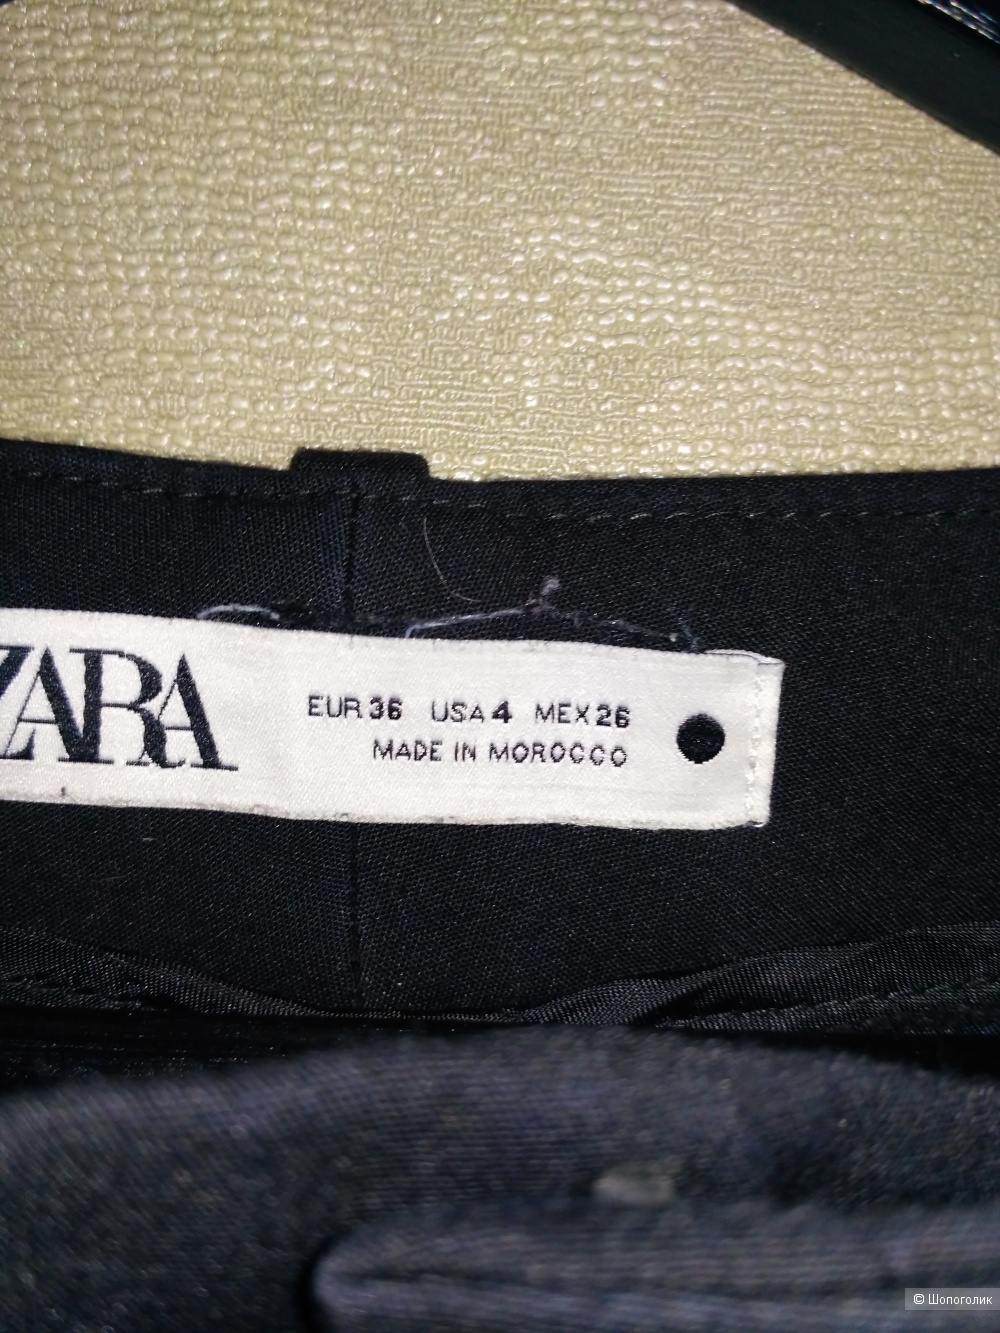 ZARA
EUR 36 USA 4 MEX 26
MADE IN MOROCCO
© Шопоголик